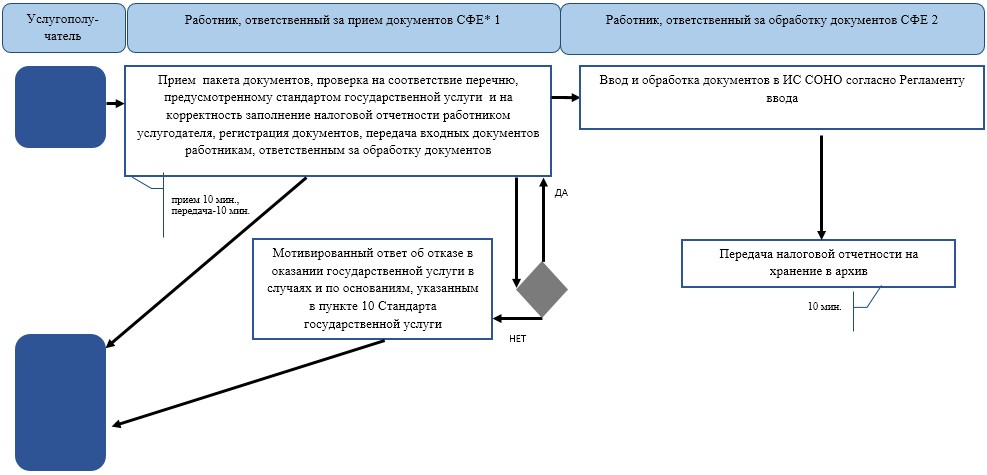 Услугополу-
чатель
Работник, ответственный за прием документов СФЕ* 1
Работник, ответственный за обработку документов СФЕ 2
Прием пакета документов, проверка на соответствие перечню,
предусмотренному стандартом государственной услуги и на
корректность заполнение налоговой отчетности работником
услугодателя, регистрация документов, передача входных документов
работникам, ответственным за обработку документов
Ввод и обработка документов в ИС СОНО согласно Регламенту
ввода
прием 10 мин.,
передача-10 мин.
ДА
Мотивированный ответ об отказе в
оказании государственной услуги в
случаях и по основаниям, указанным
в пункте 10 Стандарта
государственной услуги
НЕТ
Передача налоговой отчетности на
хранение в архив
10 мин.